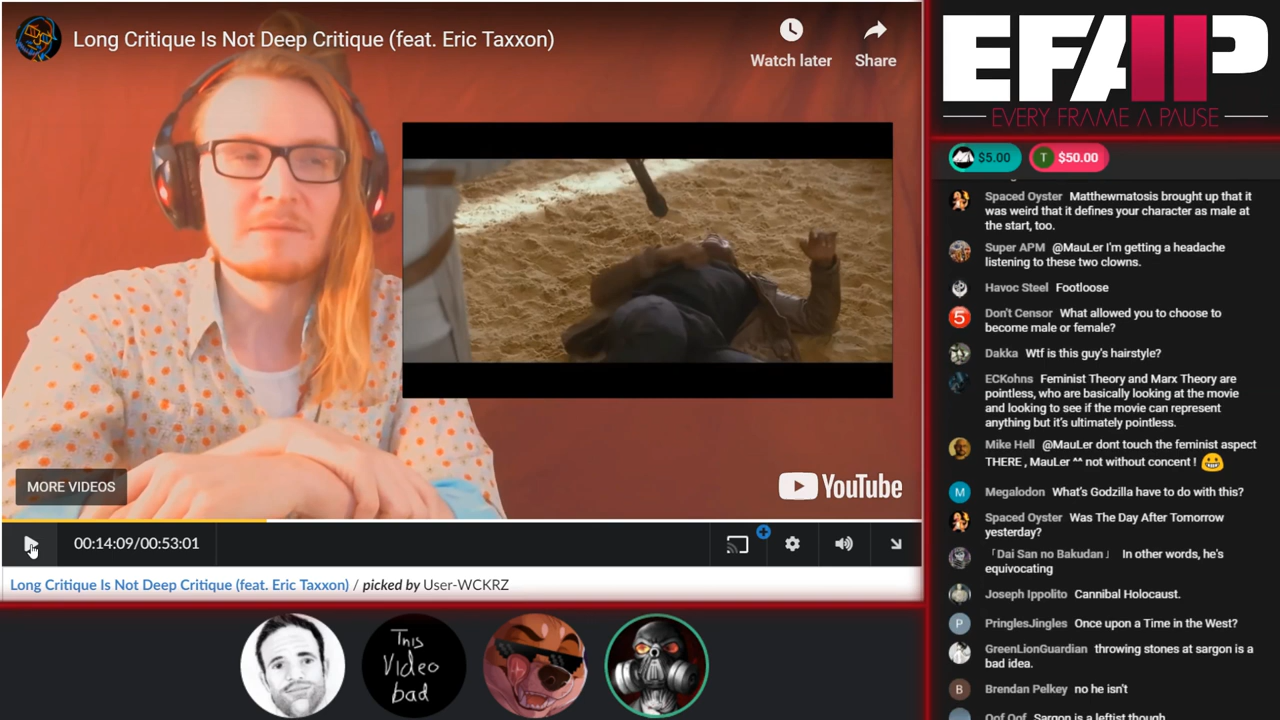 Long Critique Is Not Deep Critique (feat. Eric Taxxon)
Watch later
Share
MORE VIDEOS
YouTube
00:14:09/00:53:01
Long Critique Is Not Deep Critique (feat. Eric Taxxon) / picked by User-WCKRZ
This
Video
bad
EFAP
EVERY FRAME A PAUSE
$5.00
T $50.00
Spaced Oyster Matthewmatosis brought up that it
was weird that it defines your character as male at
the start, too.
Super APM @MauLer I'm getting a headache
listening to these two clowns.
Havoc Steel Footloose
5
Don't Censor What allowed you to choose to
become male or female?
Dakka Wtf is this guy's hairstyle?
ECKohns Feminist Theory and Marx Theory are
pointless, who are basically looking at the movie
and looking to see if the movie can represent
anything but it's ultimately pointless.
Mike Hell @MauLer dont touch the feminist aspect
THERE , MauLer ^^ not without concent !
M Megalodon What's Godzilla have to do with this?
Spaced Oyster Was The Day After Tomorrow
yesterday?
「Dai San no Bakudan」 In other words, he's
equivocating
Joseph Ippolito Cannibal Holocaust.
P PringlesJingles Once upon a Time in the West?
GreenLionGuardian throwing stones at sargon is a
bad idea.
B Brendan Pelkey no he isn't
Oof Oof Sargon is a leftist though